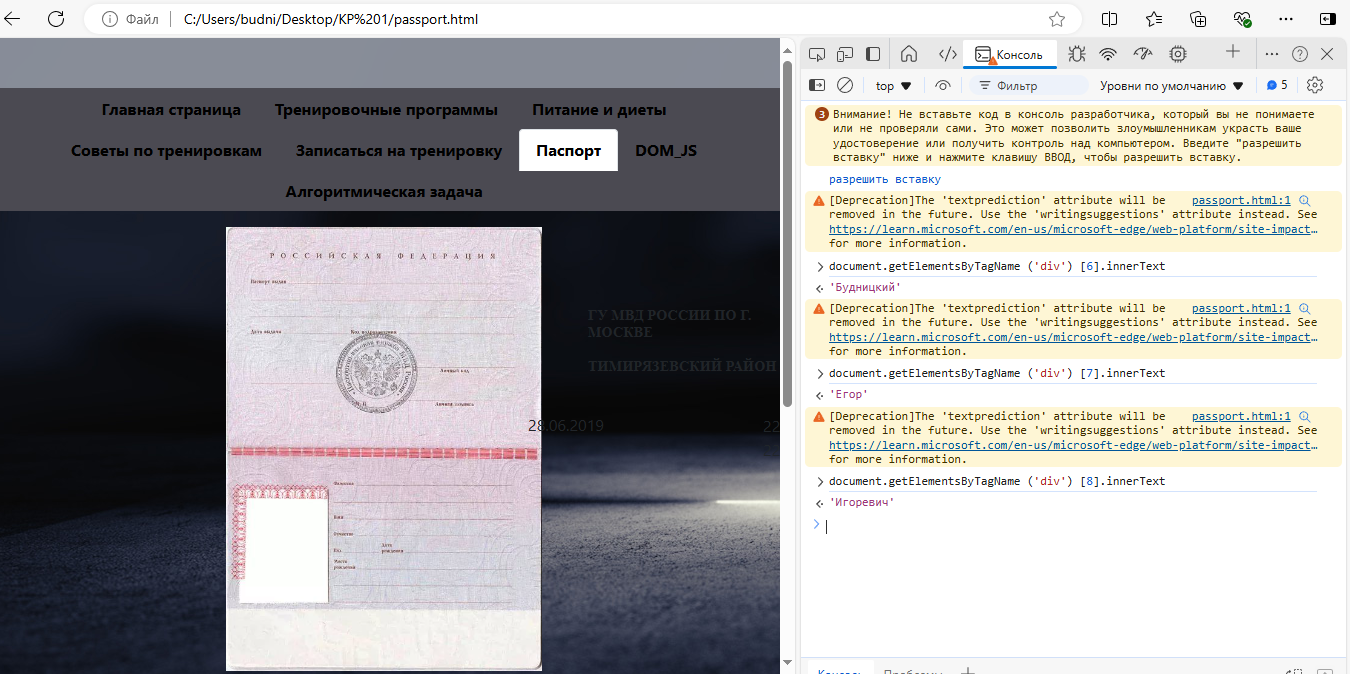 Файл | C:/Users/budni/Desktop/KP%201/passport.html
Главная страница Тренировочные программы Питание и диеты
Советы по тренировкам Записаться на тренировку Паспорт DOM_JS
Алгоритмическая задача
РОССИЙСКАЯ ФЕДЕРАЦИЯ
Паспорт выдан
Дата выдачи Код подразделения
Личный код
М.П. Личная подпись
Фамилия
Имя
Отчество
Пол Дата
рождения
Место
рождения
ГУ МВД РОССИИ ПО Г.
МОСКВЕ
ТИМИРЯЗЕВСКИЙ РАЙОН
28.06.2019 22
Консоль
top Фильтр Уровни по умолчанию 5
3 Внимание! Не вставьте код в консоль разработчика, который вы не понимаете
или не проверяли сами. Это может позволить злоумышленникам украсть ваше
удостоверение или получить контроль над компьютером. Введите "разрешить
вставку" ниже и нажмите клавишу ВВОД, чтобы разрешить вставку.
разрешить вставку
[Deprecation]The 'textprediction' attribute will be passport.html:1
removed in the future. Use the 'writingsuggestions' attribute instead. See
https://learn.microsoft.com/en-us/microsoft-edge/web-platform/site-impact…
for more information.
document.getElementsByTagName ('div') [6].innerText
'Будницкий'
[Deprecation]The 'textprediction' attribute will be passport.html:1
removed in the future. Use the 'writingsuggestions' attribute instead. See
https://learn.microsoft.com/en-us/microsoft-edge/web-platform/site-impact…
for more information.
document.getElementsByTagName ('div') [7].innerText
'Егор'
[Deprecation]The 'textprediction' attribute will be passport.html:1
removed in the future. Use the 'writingsuggestions' attribute instead. See
https://learn.microsoft.com/en-us/microsoft-edge/web-platform/site-impact…
for more information.
document.getElementsByTagName ('div') [8].innerText
'Игоревич'
Консоль Проблемы